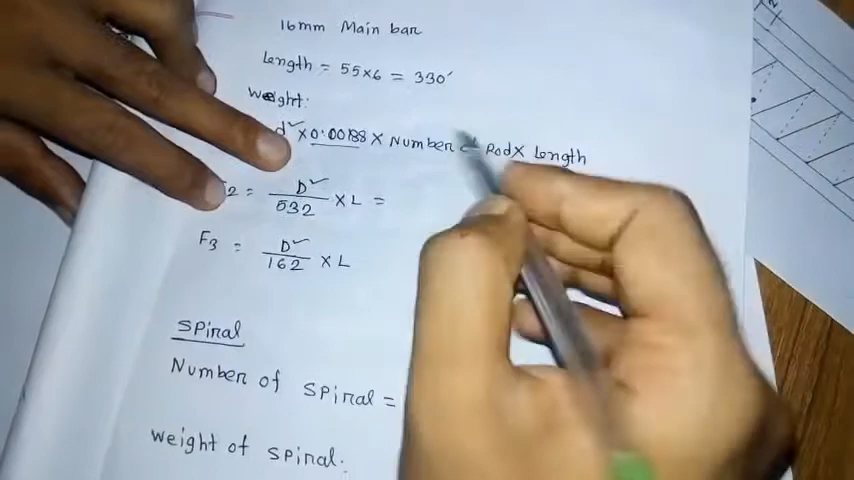 16mm Main bar
Length = 55x6 = 330'
Weight:
d²x0.00188 x Number Rod x Length
2 = D²/532 x L =
F3 = D²/162 x L
SPiral
Number of spiral =
Weight of spiral: